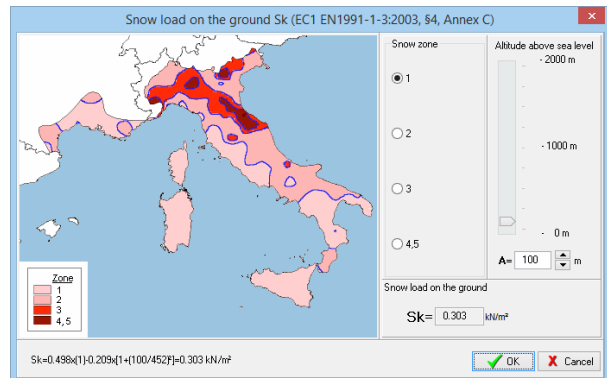 Snow load on the ground Sk (EC1 EN1991-1-3:2003, §4, Annex C)
Snow zone
1
2
3
4,5
Altitude above sea level
- 2000 m
- 1000 m
- 0 m
A= 100 m
Zone
1
2
3
4,5
Snow load on the ground
Sk= 0.303 kN/m²
Sk=0.498x(1)-0.209x[1+(100/452)²]=0.303 kN/m²
OK
Cancel